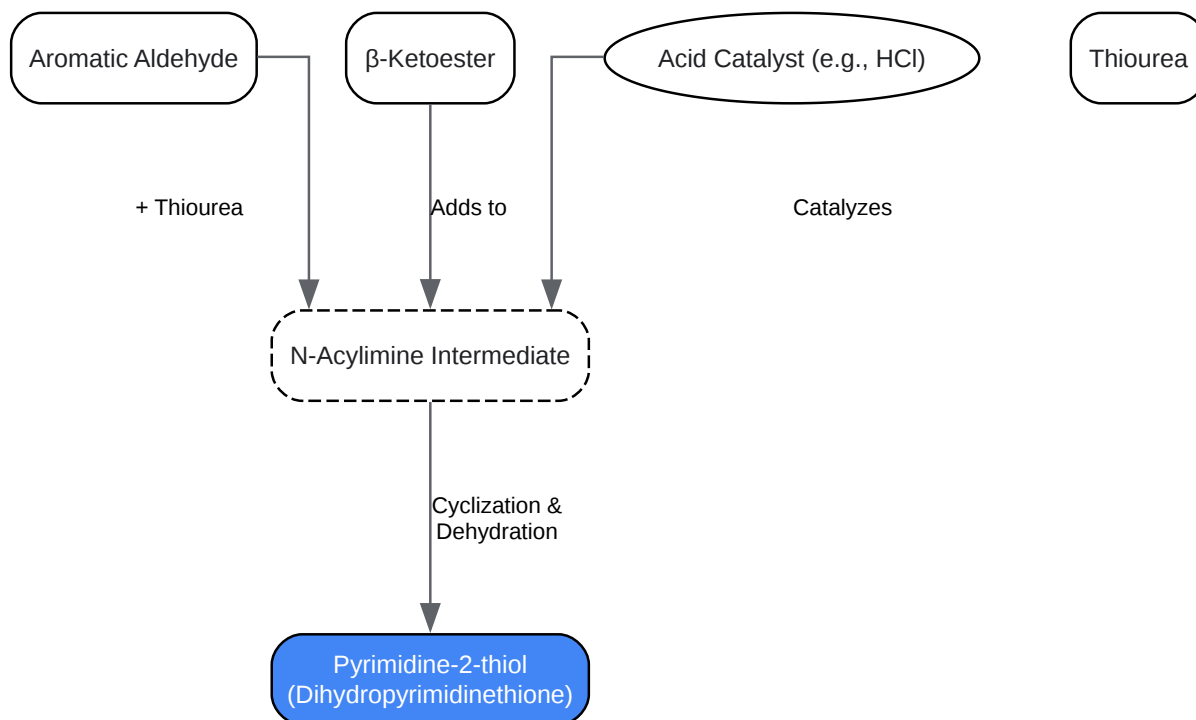 Aromatic Aldehyde
β-Ketoester
Acid Catalyst (e.g., HCl)
Thiourea
+ Thiourea
Adds to
Catalyzes
N-Acylimine Intermediate
Cyclization &
Dehydration
Pyrimidine-2-thiol
(Dihydropyrimidinethione)